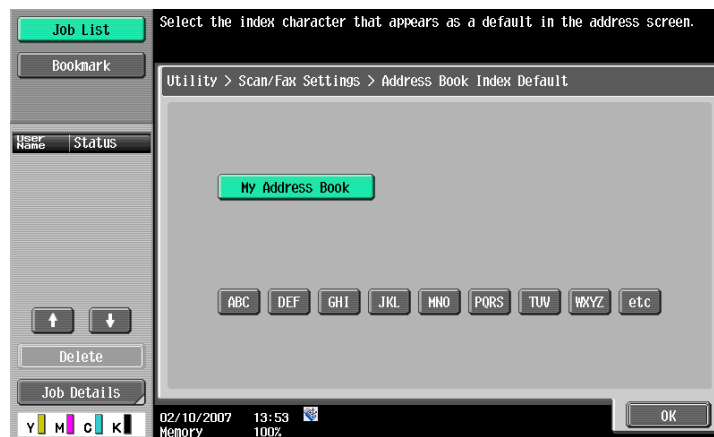 Job List
Bookmark
Select the index character that appears as a default in the address screen.
Utility > Scan/Fax Settings > Address Book Index Default
User Name Status
My Address Book
ABC DEF GHI JKL MNO PQRS TUV WXYZ etc
Delete
Job Details
Y M C K
02/10/2007 13:53
Memory 100%
OK